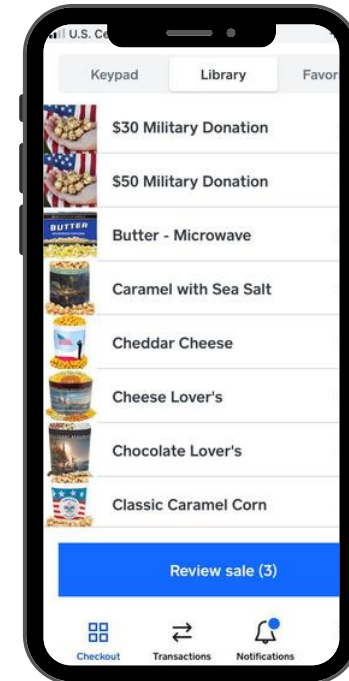 U.S. Ce
Keypad Library Favor
$30 Military Donation
$50 Military Donation
BUTTER
Butter - Microwave
Caramel with Sea Salt
Cheddar Cheese
Cheese Lover's
Chocolate Lover's
Classic Caramel Corn
Review sale (3)
Checkout Transactions Notifications